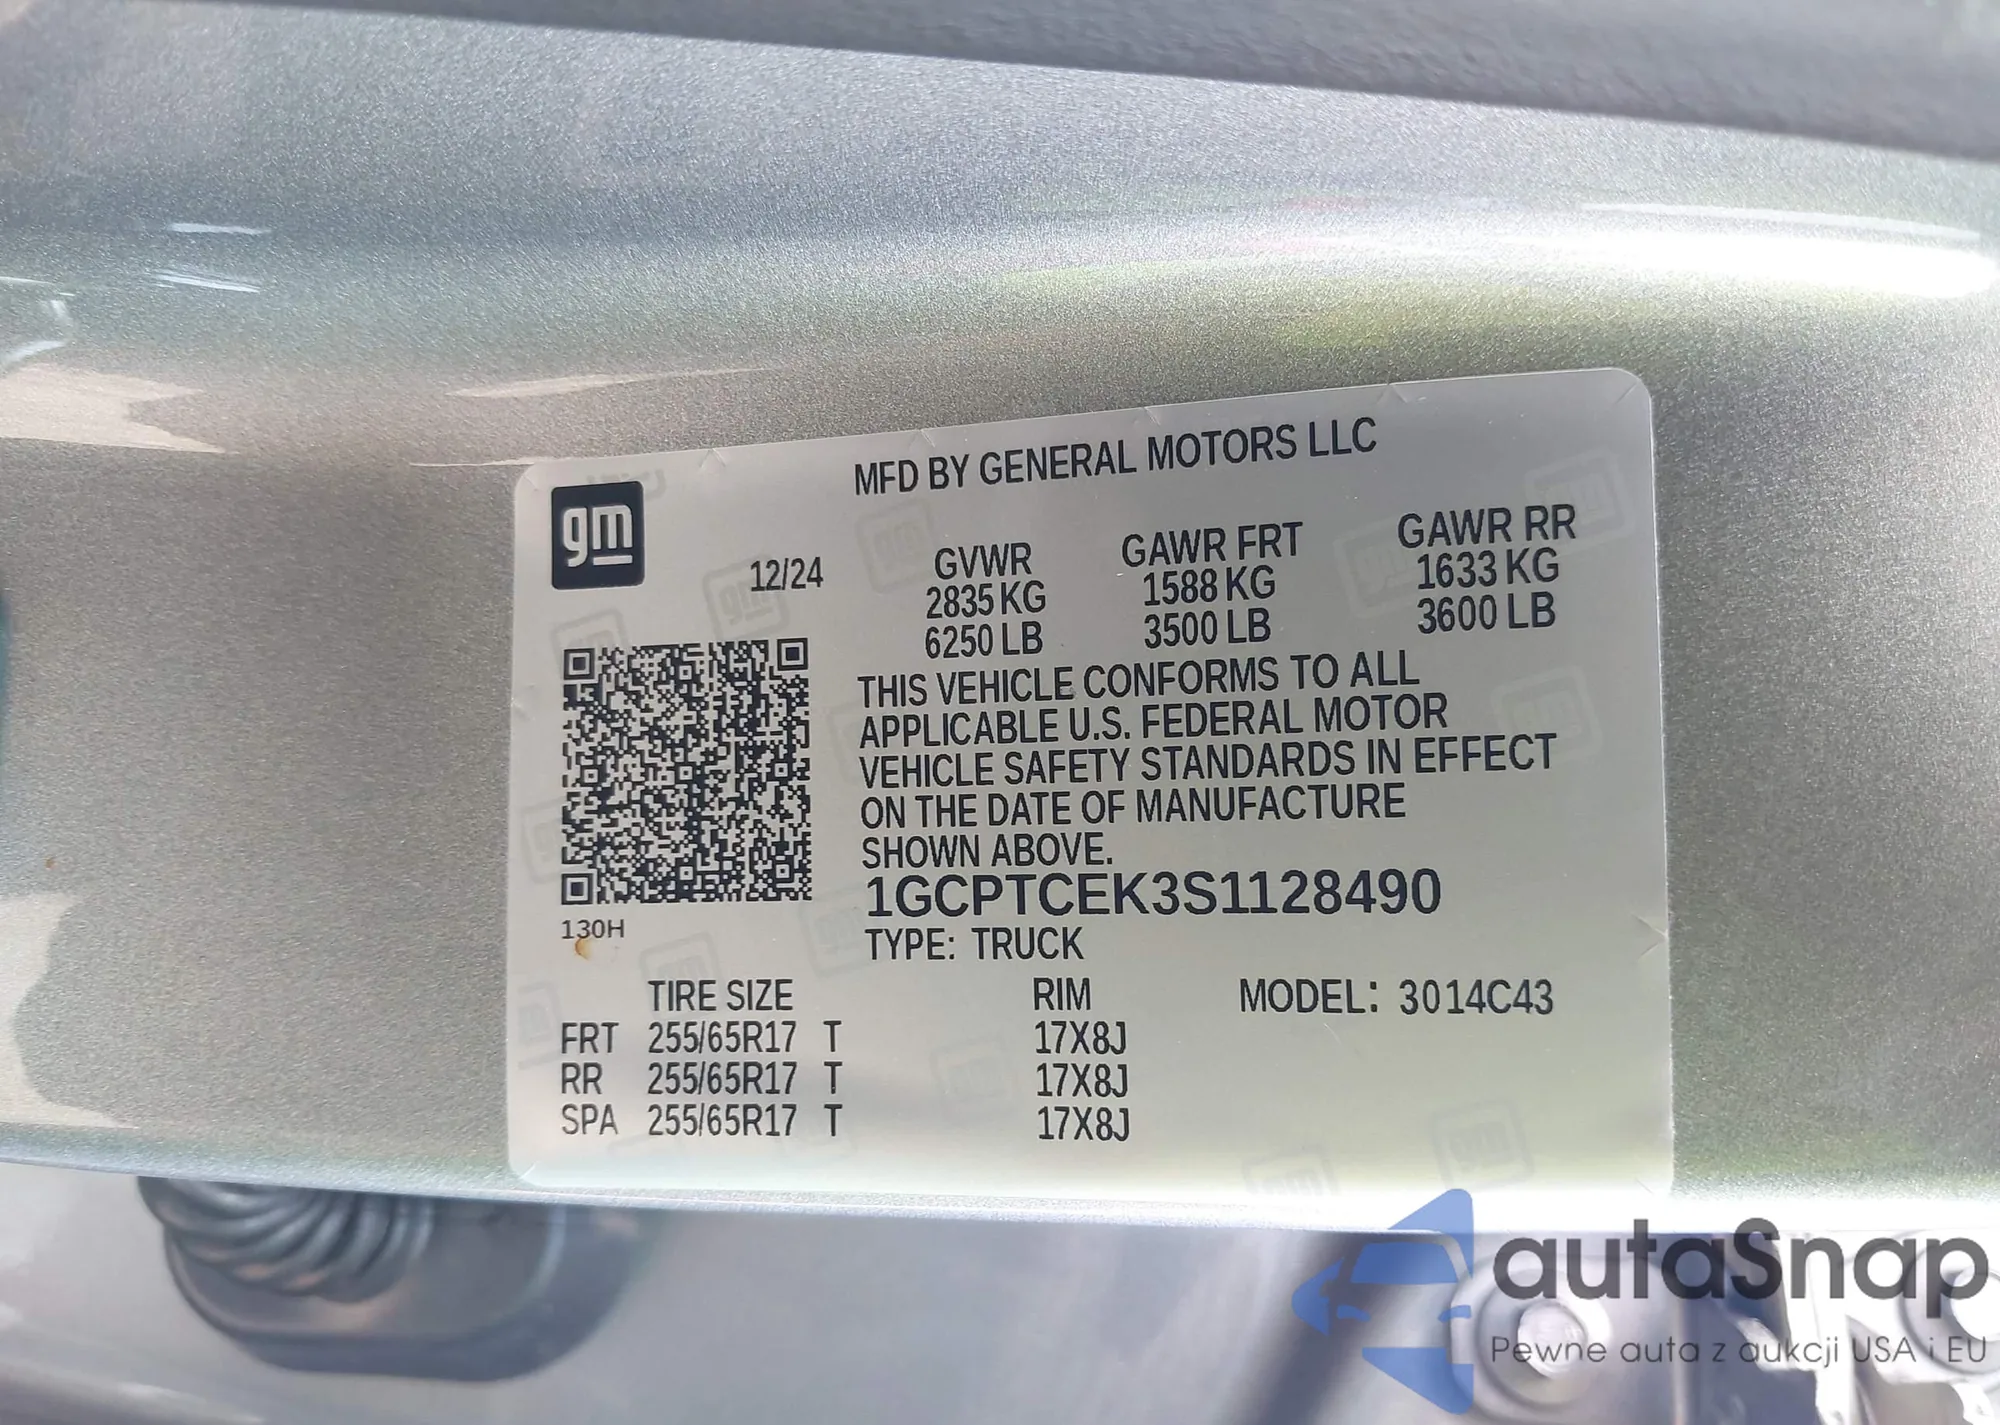 MFD BY GENERAL MOTORS LLC
gm
12/24
GVWR GAWR FRT GAWR RR
2835 KG 1588 KG 1633 KG
6250 LB 3500 LB 3600 LB
THIS VEHICLE CONFORMS TO ALL
APPLICABLE U.S. FEDERAL MOTOR
VEHICLE SAFETY STANDARDS IN EFFECT
ON THE DATE OF MANUFACTURE
SHOWN ABOVE.
1GCPTCEK3S1128490
130H
TYPE: TRUCK
TIRE SIZE RIM MODEL: 3014C43
FRT 255/65R17 T 17X8J
RR 255/65R17 T 17X8J
SPA 255/65R17 T 17X8J
autaSnap
Pewne auta z aukcji USA i EU